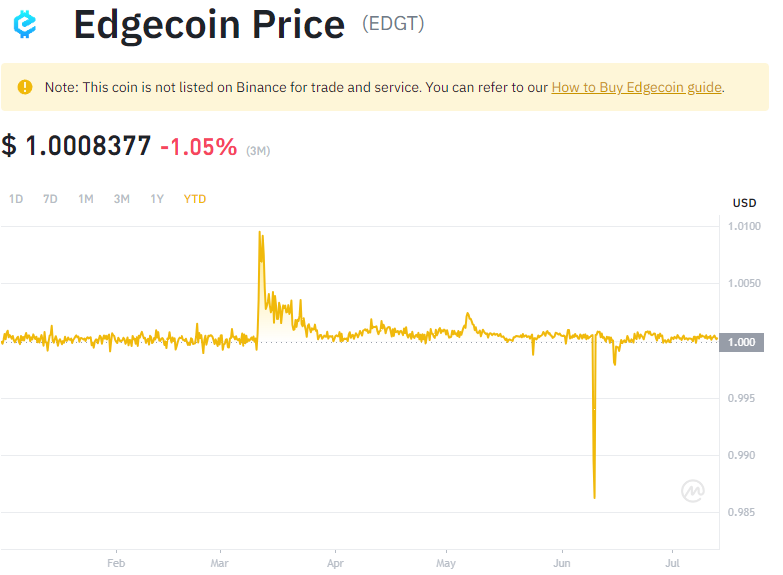 Edgecoin Price (EDGT)
Note: This coin is not listed on Binance for trade and service. You can refer to our How to Buy Edgecoin guide.
$ 1.0008377 -1.05% (3M)
1D 7D 1M 3M 1Y YTD
USD
1.0100
1.0050
1.000
0.995
0.990
0.985
Feb Mar Apr May Jun Jul